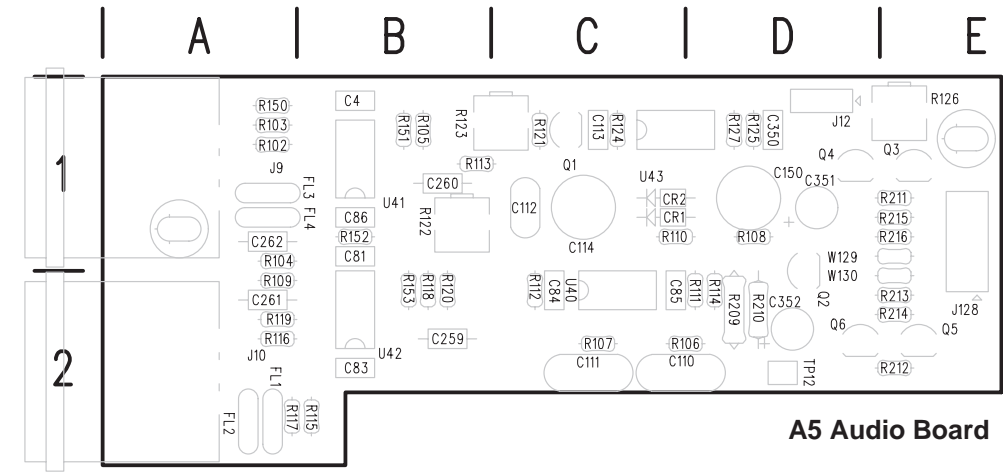 A B C D E
1
2
R150
R103
R102
J9
FL3
FL4
C262
R104
R109
C261
R119
R116
J10
FL1
FL2
R117
R115
C4
R151
R105
R123
R113
C260
U41
C86
R152
C81
R122
R153
R118
R120
C259
U42
C83
R121
C113
R124
Q1
C112
C114
U43
CR2
CR1
R110
R112
C84
U40
C85
R111
R114
R107
C111
R106
C110
R127
R125
C350
J12
Q4
Q3
R126
C150
C351
R108
R211
R215
R216
W129
W130
R213
R214
J128
R209
R210
C352
Q2
Q6
Q5
TP12
R212
A5 Audio Board